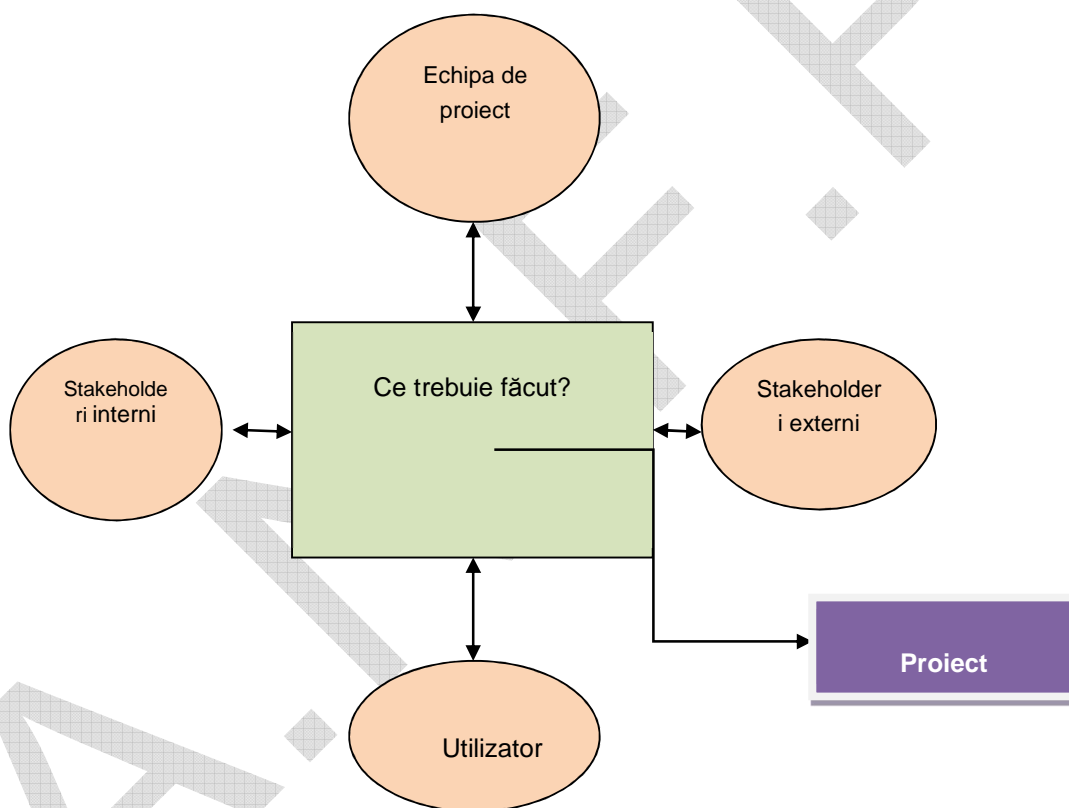 Echipa de
proiect
Stakeholde
ri interni
Ce trebuie făcut?
Stakeholder
i externi
Proiect
Utilizator